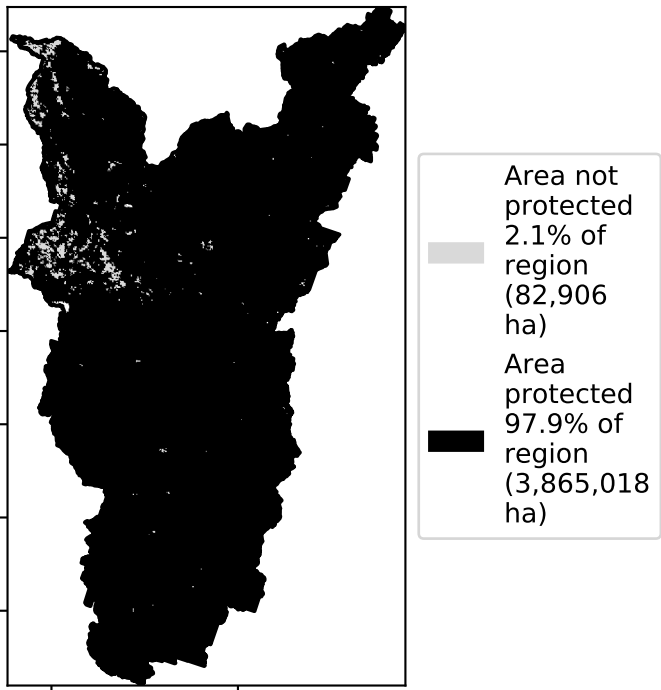 Area not
protected
2.1% of
region
(82,906
ha)
Area
protected
97.9% of
region
(3,865,018
ha)